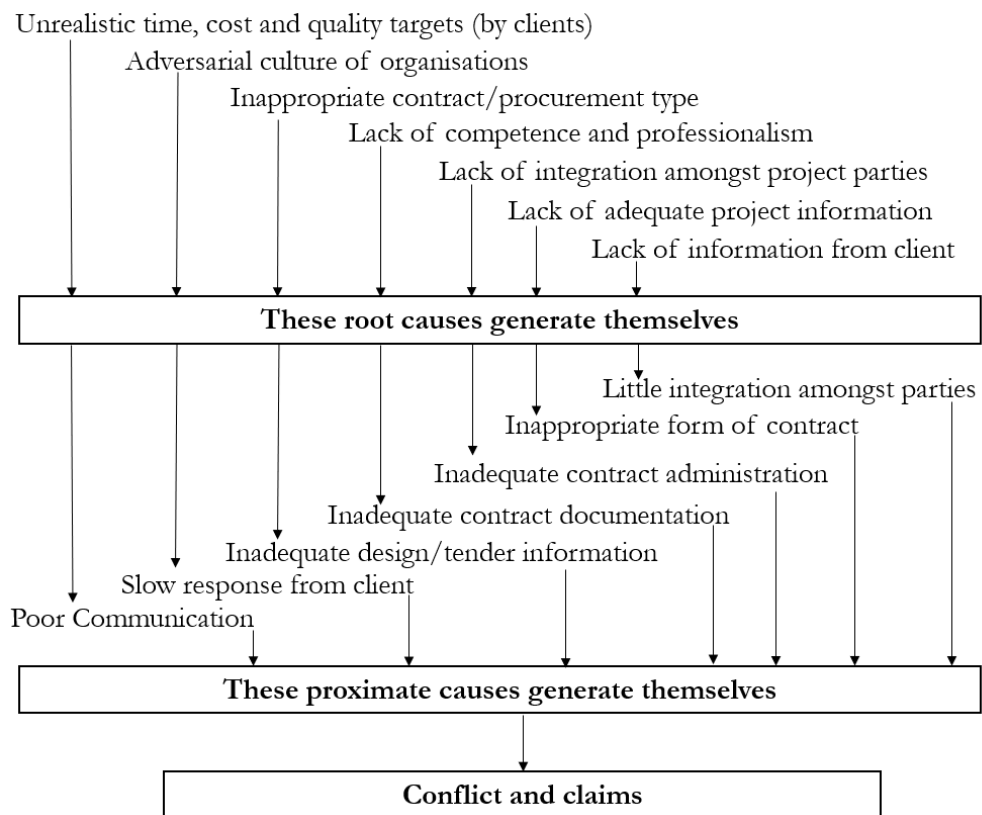 Unrealistic time, cost and quality targets (by clients)
Adversarial culture of organisations
Inappropriate contract/procurement type
Lack of competence and professionalism
Lack of integration amongst project parties
Lack of adequate project information
Lack of information from client
These root causes generate themselves
Little integration amongst parties
Inappropriate form of contract
Inadequate contract administration
Inadequate contract documentation
Inadequate design/tender information
Slow response from client
Poor Communication
These proximate causes generate themselves
Conflict and claims